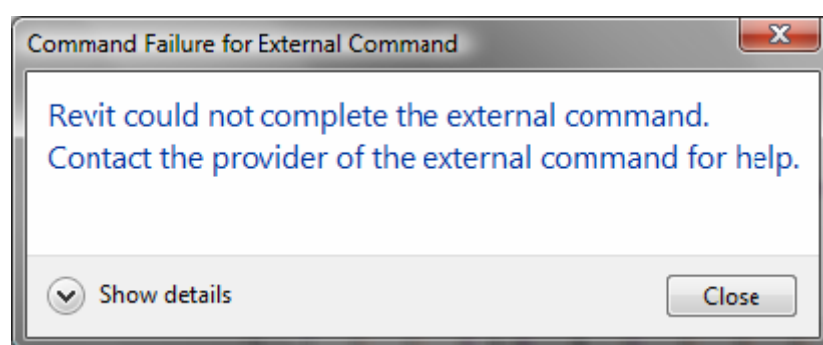 Command Failure for External Command
Revit could not complete the external command.
Contact the provider of the external command for help.
Show details
Close